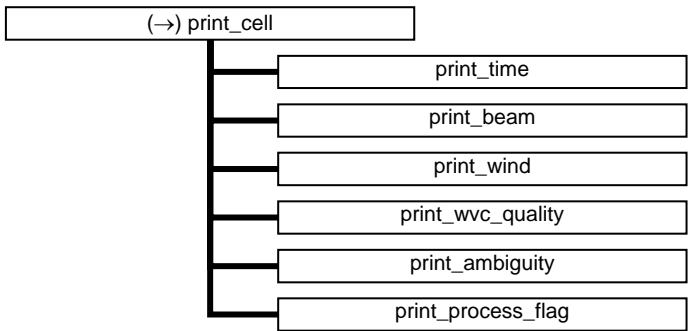 (→) print_cell
print_time
print_beam
print_wind
print_wvc_quality
print_ambiguity
print_process_flag